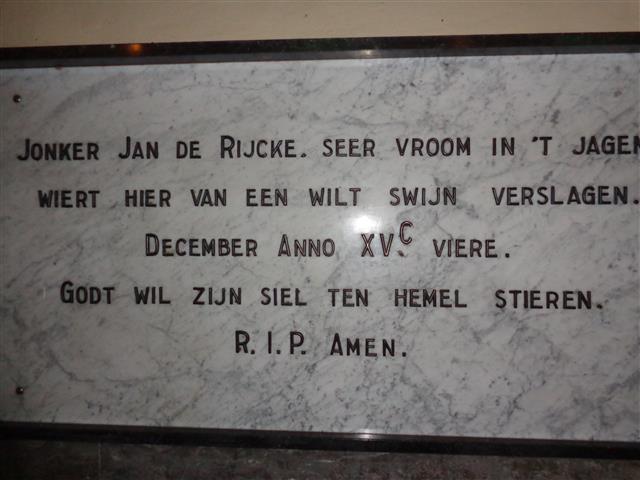 JONKER JAN DE RIJCKE. SEER VROOM IN 'T JAGEN
WIERT HIER VAN EEN WILT SWIJN VERSLAGEN.
DECEMBER ANNO XV.C VIERE.
GODT WIL ZIJN SIEL TEN HEMEL STIEREN.
R.I.P. AMEN.